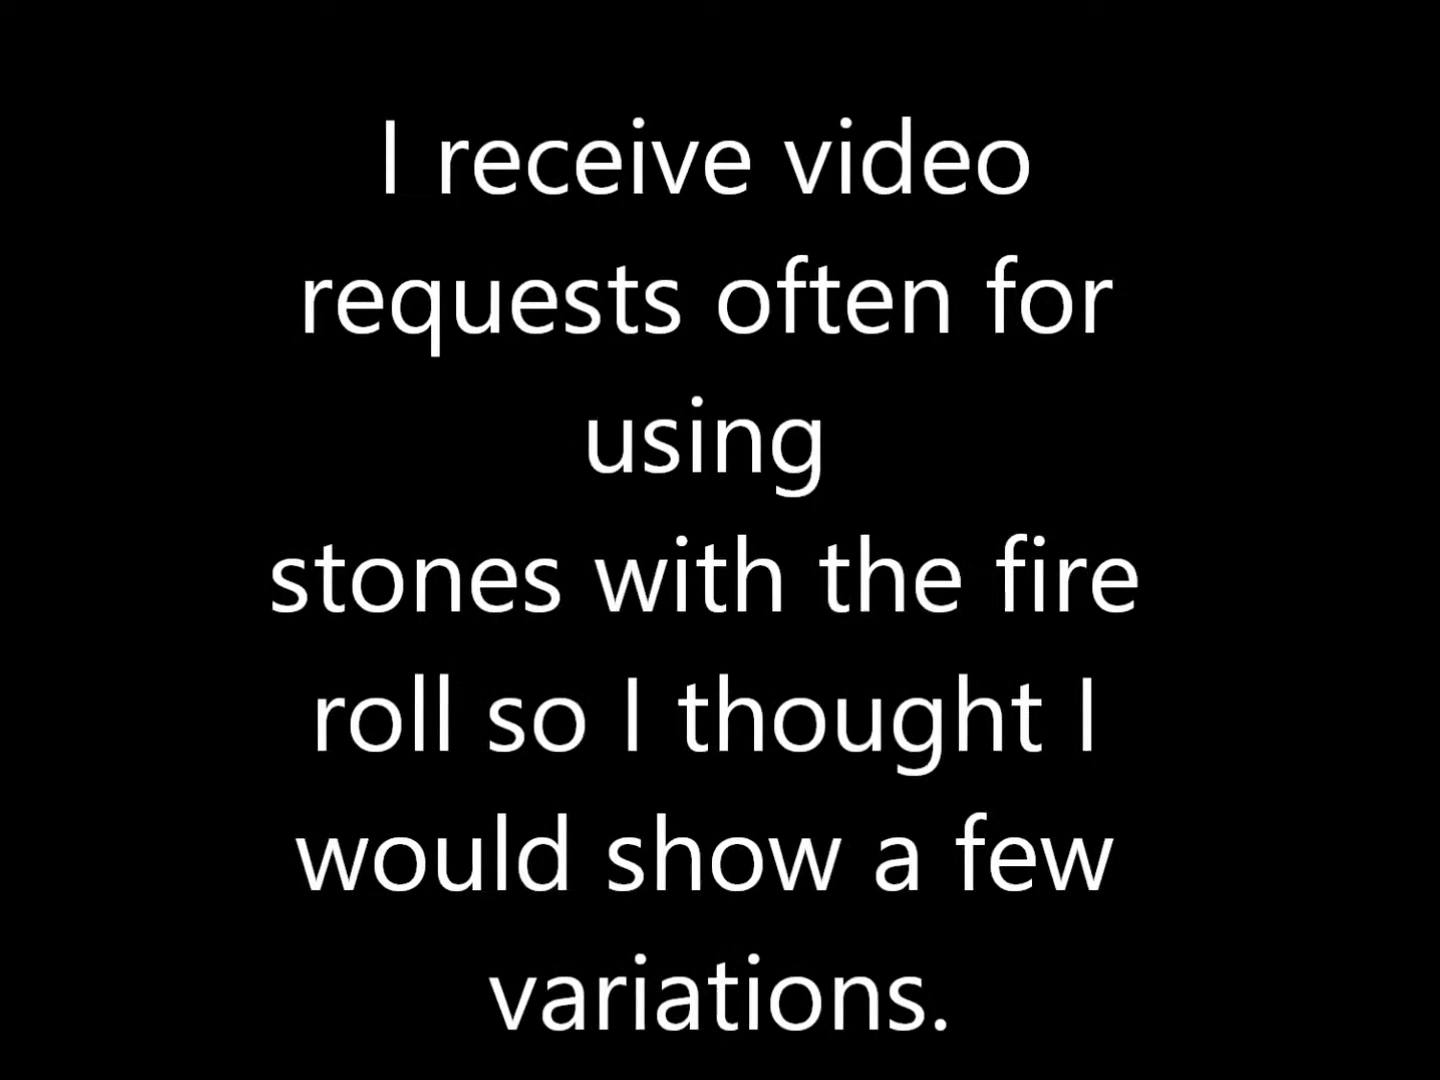 I receive video
requests often for
using
stones with the fire
roll so I thought I
would show a few
variations.